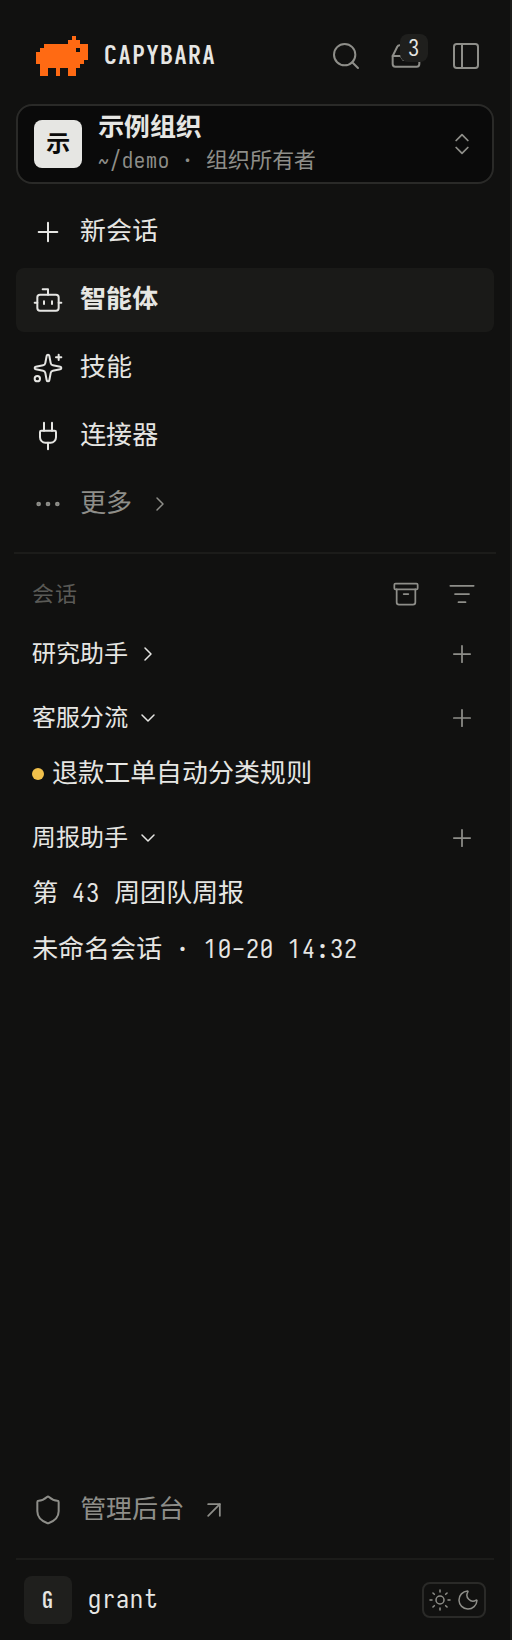 CAPYBARA
3
示
示例组织
~/demo · 组织所有者
新会话
智能体
技能
连接器
更多
会话
研究助手
客服分流
退款工单自动分类规则
周报助手
第 43 周团队周报
未命名会话 · 10-20 14:32
管理后台
G
grant